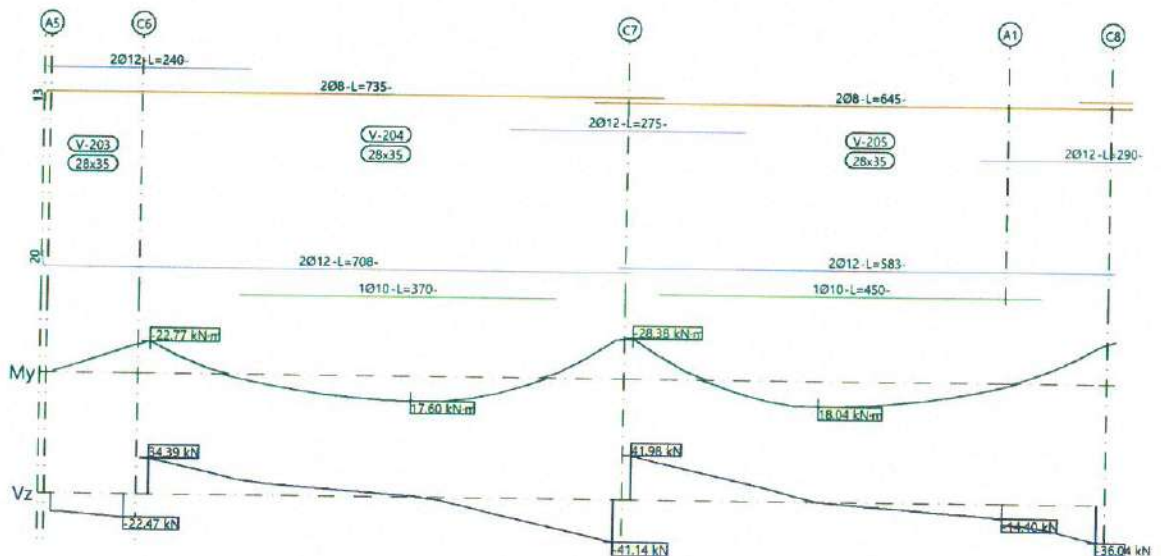 A5 C6 C7 A1 C8
2Ø12-L=240-
13
2Ø8-L=735-
2Ø8-L=645-
2Ø12-L=275-
V-203
28x35
V-204
28x35
V-205
28x35
2Ø12-L=290-
20
2Ø12-L=708-
2Ø12-L=583-
1Ø10-L=370-
1Ø10-L=450-
-22.77 kN·m
-28.38 kN·m
My
17.60 kN·m
18.04 kN·m
34.39 kN
41.98 kN
Vz
-22.47 kN
-14.40 kN
-41.14 kN
-36.04 kN